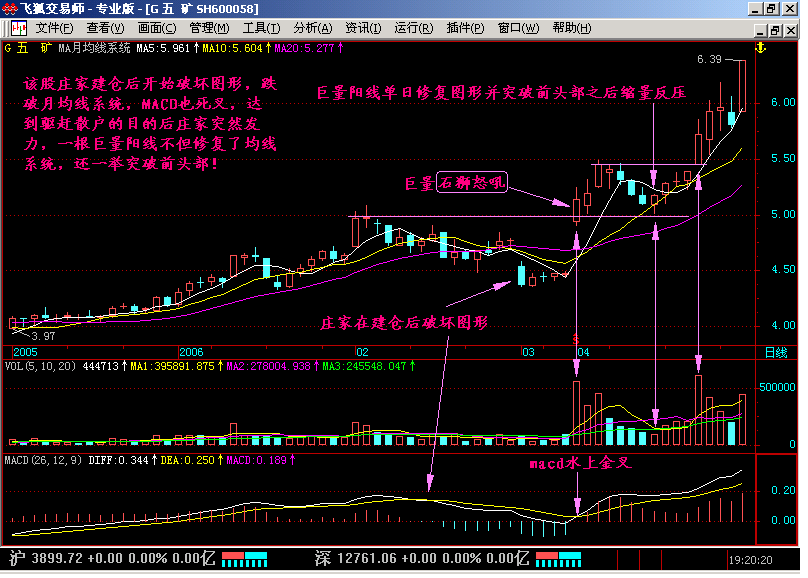 飞狐交易师 - 专业版 - [G 五 矿 SH600058]
文件(F) 查看(V) 画面(C) 管理(M) 工具(T) 分析(A) 资讯(I) 运行(R) 插件(P) 窗口(W) 帮助(H)
G 五 矿 MA月均线系统 MA5:5.961↑MA10:5.604↑MA20:5.277↑
6.39
该股庄家建仓后开始破坏图形，跌
破月均线系统，MACD也死叉，达
到驱赶散户的目的后庄家突然发
力，一根巨量阳线不但修复了均线
系统，还一举突破前头部！
巨量阳线单日修复图形并突破前头部之后缩量反压
6.00
5.50
巨量石狮怒吼
5.00
4.50
庄家在建仓后破坏图形
4.00
3.97
2005 2006 02 03 04 日线
VOL(5,10,20) 444713↑MA1:395891.875↑MA2:278004.938↑MA3:245548.047↑
500000
0
MACD(26,12,9) DIFF:0.344↑DEA:0.250↑MACD:0.189↑
macd水上金叉
0.20
0.00
沪 3899.72 +0.00 0.00% 0.00亿 深 12761.06 +0.00 0.00% 0.00亿 19:20:20